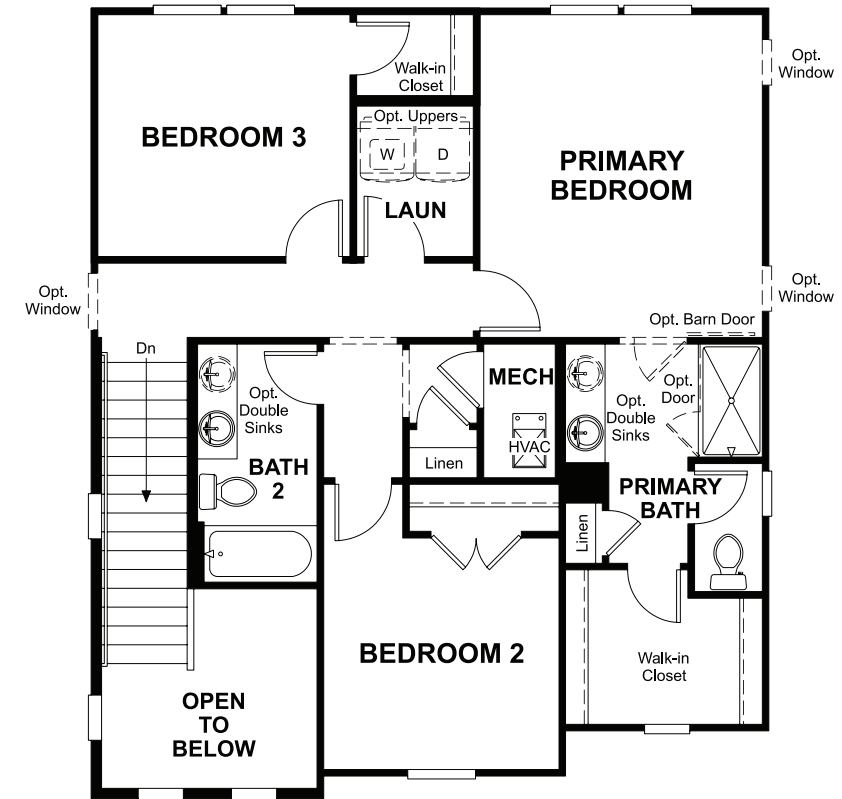 Walk-in
Closet
Opt.
Window
Opt. Uppers
BEDROOM 3
W
D
PRIMARY
BEDROOM
LAUN
Opt.
Window
Opt.
Window
Opt. Barn Door
Dn
MECH
Opt.
Double
Sinks
Opt.
Door
Opt.
Double
Sinks
HVAC
BATH
2
Linen
PRIMARY
BATH
Linen
BEDROOM 2
Walk-in
Closet
OPEN
TO
BELOW